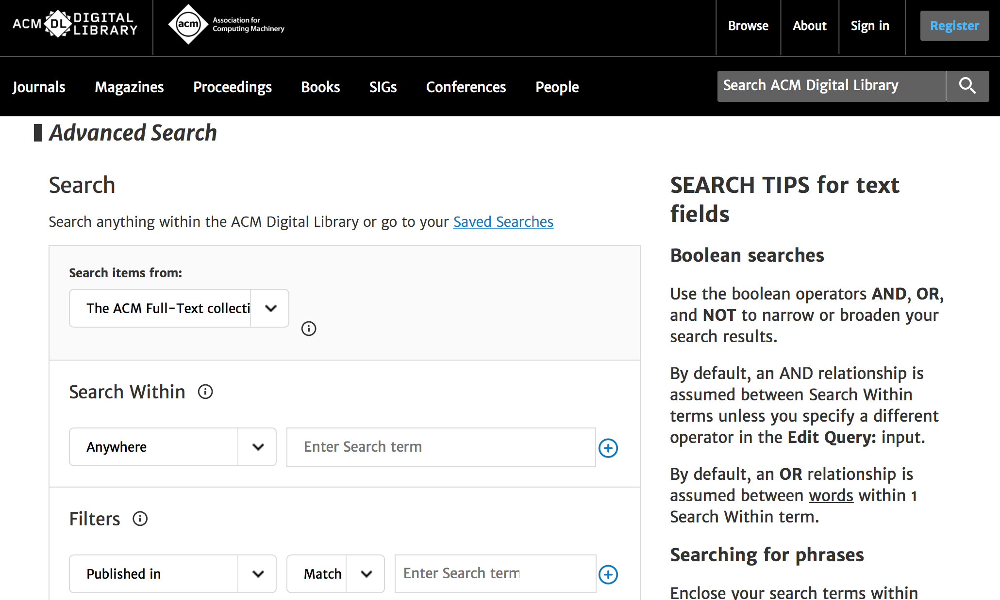 ACM DL DIGITAL LIBRARY
acm Association for Computing Machinery
Browse
About
Sign in
Register
Journals
Magazines
Proceedings
Books
SIGs
Conferences
People
Search ACM Digital Library
Advanced Search
Search
Search anything within the ACM Digital Library or go to your Saved Searches
Search items from:
The ACM Full-Text collecti
Search Within
Anywhere
Enter Search term
Filters
Published in
Match
Enter Search term
SEARCH TIPS for text
fields
Boolean searches
Use the boolean operators AND, OR,
and NOT to narrow or broaden your
search results.
By default, an AND relationship is
assumed between Search Within
terms unless you specify a different
operator in the Edit Query: input.
By default, an OR relationship is
assumed between words within 1
Search Within term.
Searching for phrases
Enclose your search terms within